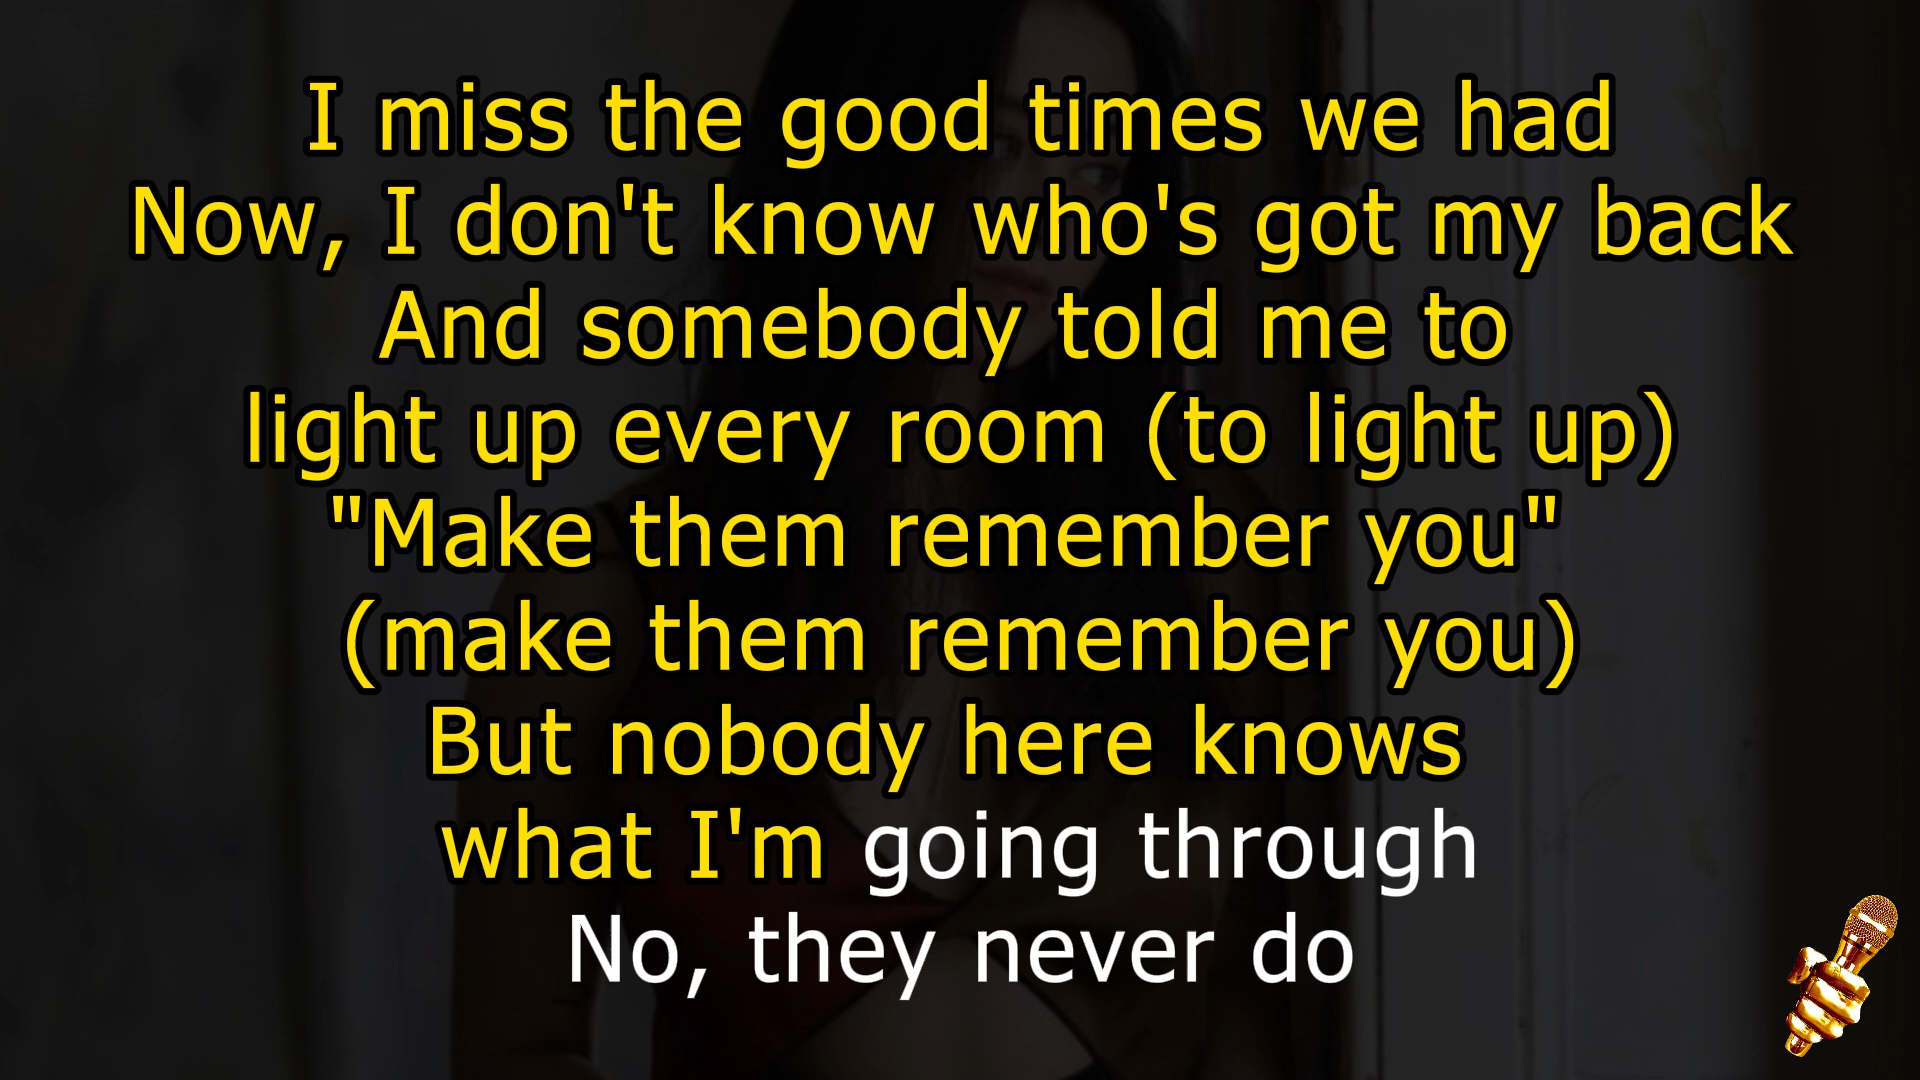 I miss the good times we had
Now, I don't know who's got my back
And somebody told me to
light up every room (to light up)
"Make them remember you"
(make them remember you)
But nobody here knows
what I'm going through
No, they never do